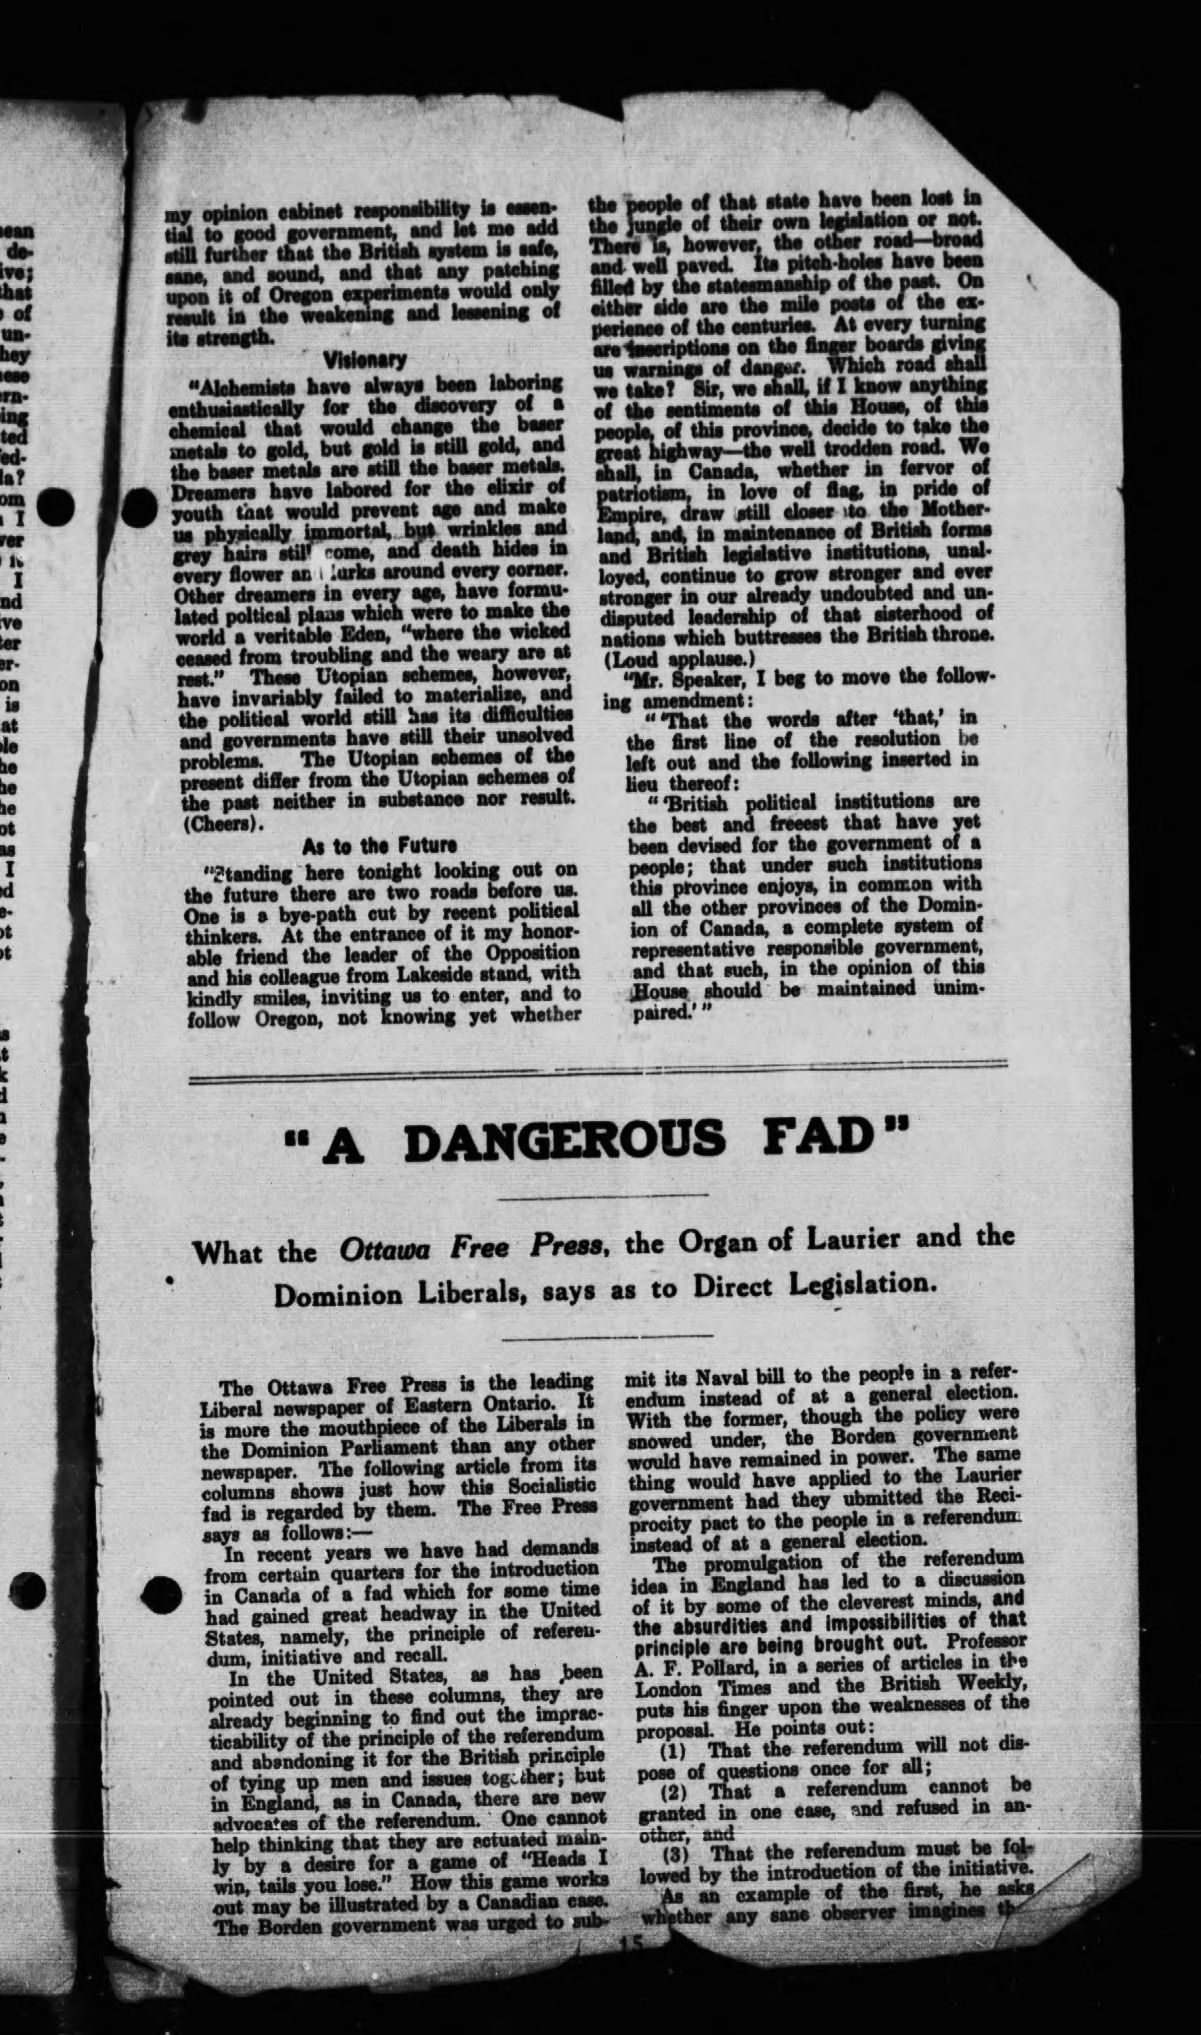 my opinion cabinet responsibility is essen-
tial to good government, and let me add
still further that the British system is safe,
sane, and sound, and that any patching
upon it of Oregon experiments would only
result in the weakening and lessening of
its strength.
Visionary
"Alchemists have always been laboring
enthusiastically for the discovery of a
chemical that would change the baser
metals to gold, but gold is still gold, and
the baser metals are still the baser metals.
Dreamers have labored for the elixir of
youth that would prevent age and make
us physically immortal, but wrinkles and
grey hairs still come, and death hides in
every flower an lurks around every corner.
Other dreamers in every age, have formu-
lated poltical plans which were to make the
world a veritable Eden, "where the wicked
ceased from troubling and the weary are at
rest." These Utopian schemes, however,
have invariably failed to materialize, and
the political world still has its difficulties
and governments have still their unsolved
problems. The Utopian schemes of the
present differ from the Utopian schemes of
the past neither in substance nor result.
(Cheers).
As to the Future
"Standing here tonight looking out on
the future there are two roads before us.
One is a bye-path cut by recent political
thinkers. At the entrance of it my honor-
able friend the leader of the Opposition
and his colleague from Lakeside stand, with
kindly smiles, inviting us to enter, and to
follow Oregon, not knowing yet whether
the people of that state have been lost in
the jungle of their own legislation or not.
There is, however, the other road—broad
and well paved. Its pitch-holes have been
filled by the statesmanship of the past. On
either side are the mile posts of the ex-
perience of the centuries. At every turning
are inscriptions on the finger boards giving
us warnings of danger. Which road shall
we take? Sir, we shall, if I know anything
of the sentiments of this House, of this
people, of this province, decide to take the
great highway—the well trodden road. We
shall, in Canada, whether in fervor of
patriotism, in love of flag, in pride of
Empire, draw still closer to the Mother-
land, and, in maintenance of British forms
and British legislative institutions, unal-
loyed, continue to grow stronger and ever
stronger in our already undoubted and un-
disputed leadership of that sisterhood of
nations which buttresses the British throne.
(Loud applause.)
"Mr. Speaker, I beg to move the follow-
ing amendment:
"'That the words after 'that,' in
the first line of the resolution be
left out and the following inserted in
lieu thereof:
"'British political institutions are
the best and freeest that have yet
been devised for the government of a
people; that under such institutions
this province enjoys, in common with
all the other provinces of the Domin-
ion of Canada, a complete system of
representative responsible government,
and that such, in the opinion of this
House should be maintained unim-
paired.'"
"A DANGEROUS FAD"
What the Ottawa Free Press, the Organ of Laurier and the
Dominion Liberals, says as to Direct Legislation.
The Ottawa Free Press is the leading
Liberal newspaper of Eastern Ontario. It
is more the mouthpiece of the Liberals in
the Dominion Parliament than any other
newspaper. The following article from its
columns shows just how this Socialistic
fad is regarded by them. The Free Press
says as follows:—
In recent years we have had demands
from certain quarters for the introduction
in Canada of a fad which for some time
had gained great headway in the United
States, namely, the principle of referen-
dum, initiative and recall.
In the United States, as has been
pointed out in these columns, they are
already beginning to find out the imprac-
ticability of the principle of the referendum
and abandoning it for the British principle
of tying up men and issues together; but
in England, as in Canada, there are new
advocates of the referendum. One cannot
help thinking that they are actuated main-
ly by a desire for a game of "Heads I
win, tails you lose." How this game works
out may be illustrated by a Canadian case.
The Borden government was urged to sub-
mit its Naval bill to the people in a refer-
endum instead of at a general election.
With the former, though the policy were
snowed under, the Borden government
would have remained in power. The same
thing would have applied to the Laurier
government had they ubmitted the Reci-
procity pact to the people in a referendum
instead of at a general election.
The promulgation of the referendum
idea in England has led to a discussion
of it by some of the cleverest minds, and
the absurdities and impossibilities of that
principle are being brought out. Professor
A. F. Pollard, in a series of articles in the
London Times and the British Weekly,
puts his finger upon the weaknesses of the
proposal. He points out:
(1) That the referendum will not dis-
pose of questions once for all;
(2) That a referendum cannot be
granted in one case, and refused in an-
other, and
(3) That the referendum must be fol-
lowed by the introduction of the initiative.
As an example of the first, he asks
whether any sane observer imagines
15